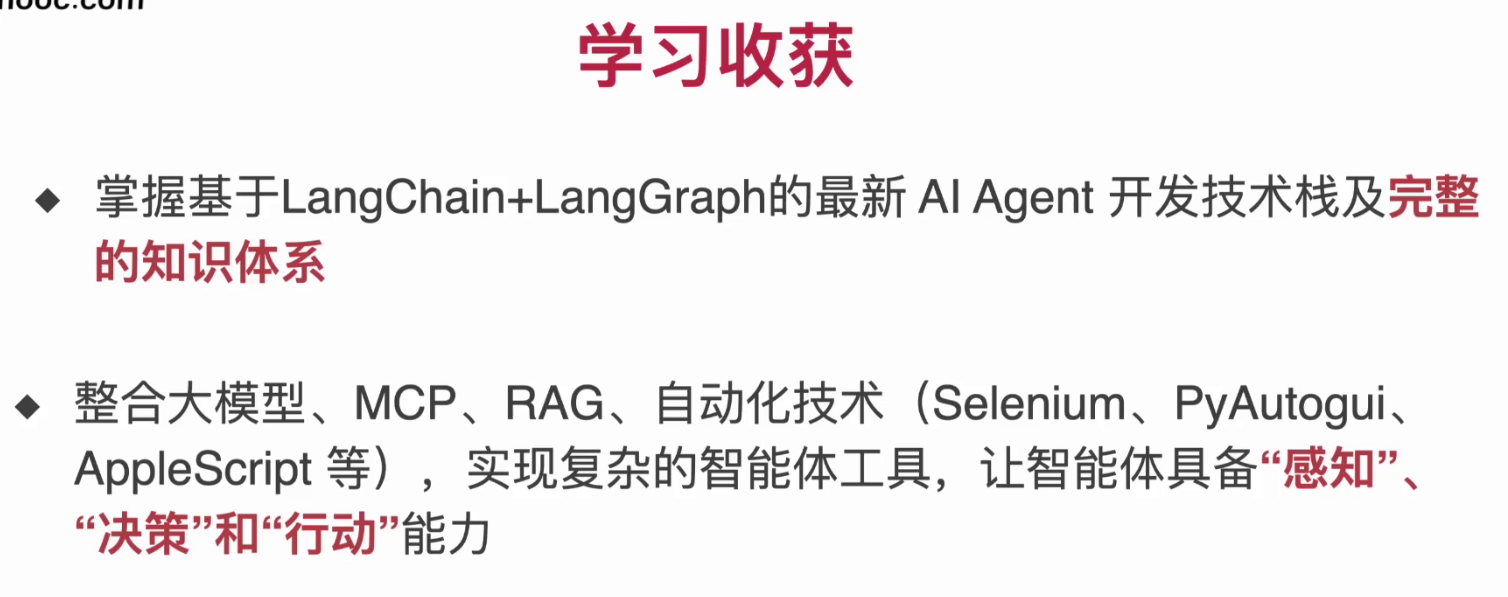 学习收获
◆ 掌握基于LangChain+LangGraph的最新 AI Agent 开发技术栈及完整
的知识体系
◆ 整合大模型、MCP、RAG、自动化技术（Selenium、PyAutogui、
AppleScript 等），实现复杂的智能体工具，让智能体具备“感知”、
“决策”和“行动”能力